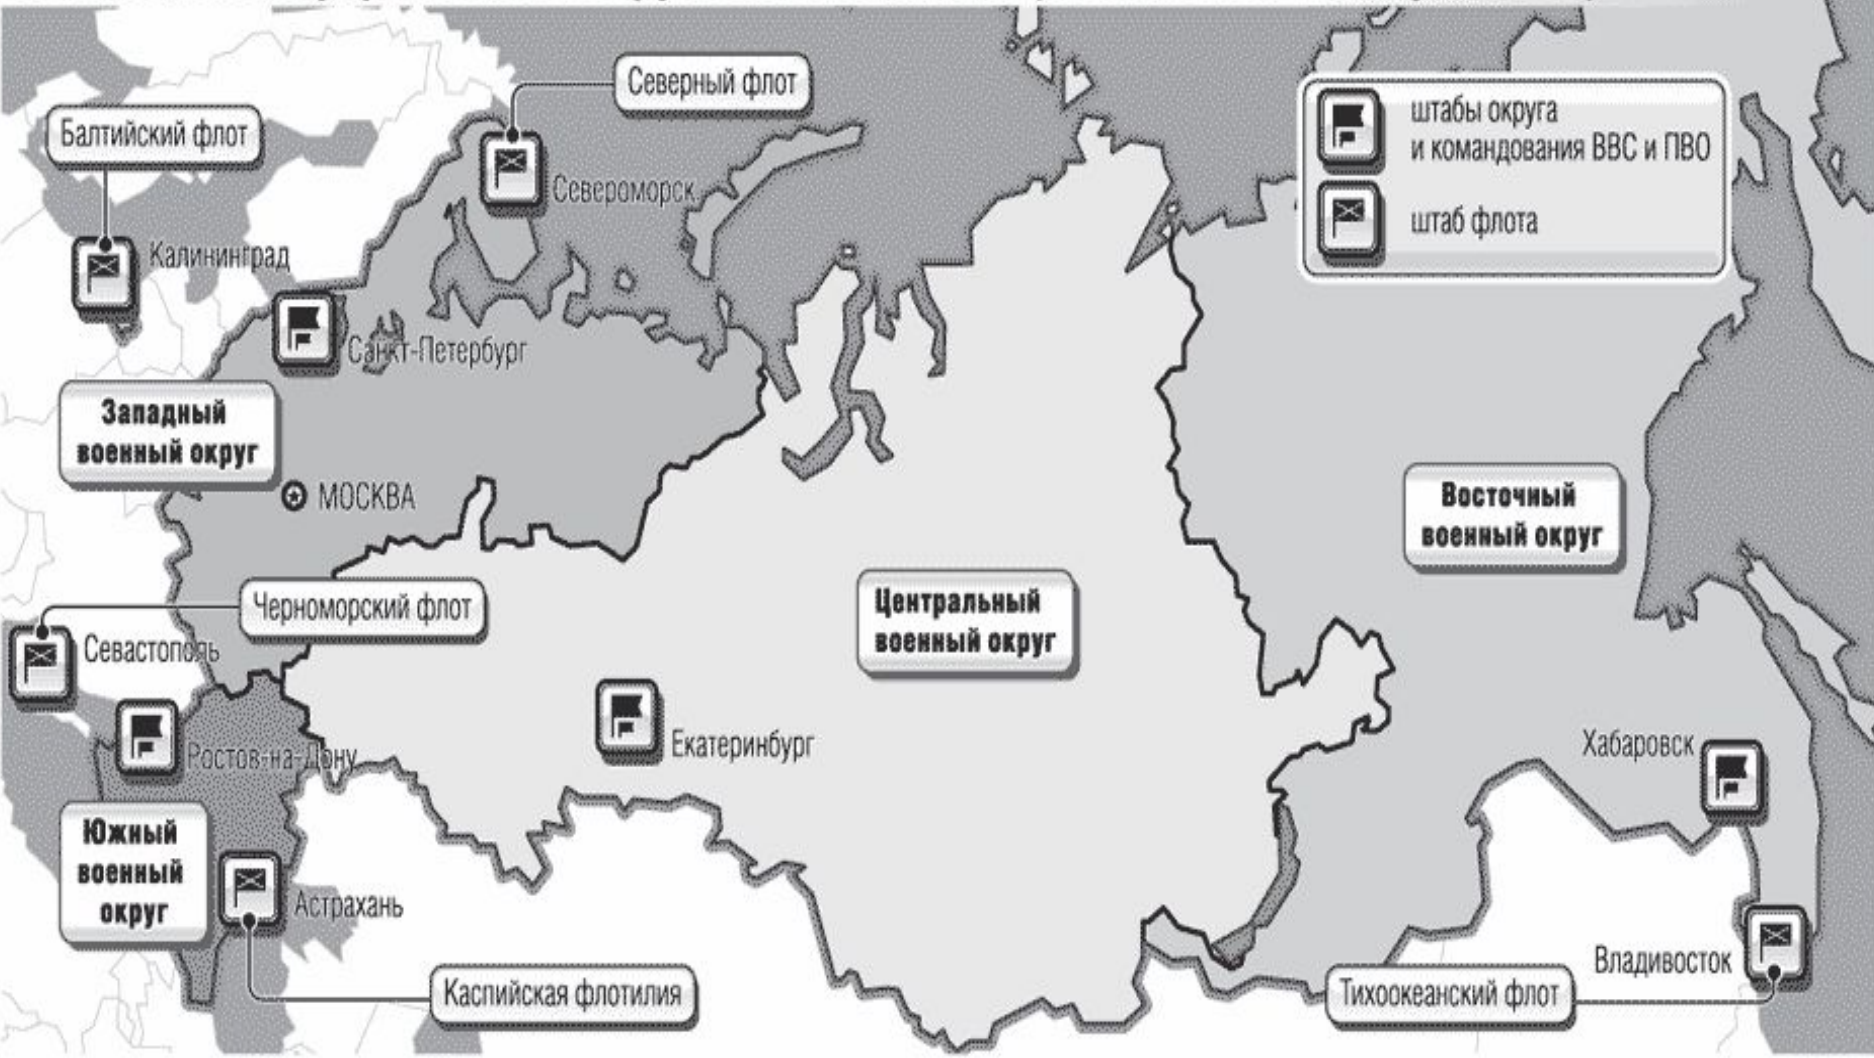 Северный флот
Балтийский флот
Североморск
Калининград
штабы округа
и командования ВВС и ПВО
штаб флота
Санкт-Петербург
Западный
военный округ
МОСКВА
Восточный
военный округ
Черноморский флот
Севастополь
Центральный
военный округ
Ростов-на-Дону
Екатеринбург
Хабаровск
Южный
военный
округ
Астрахань
Каспийская флотилия
Владивосток
Тихоокеанский флот